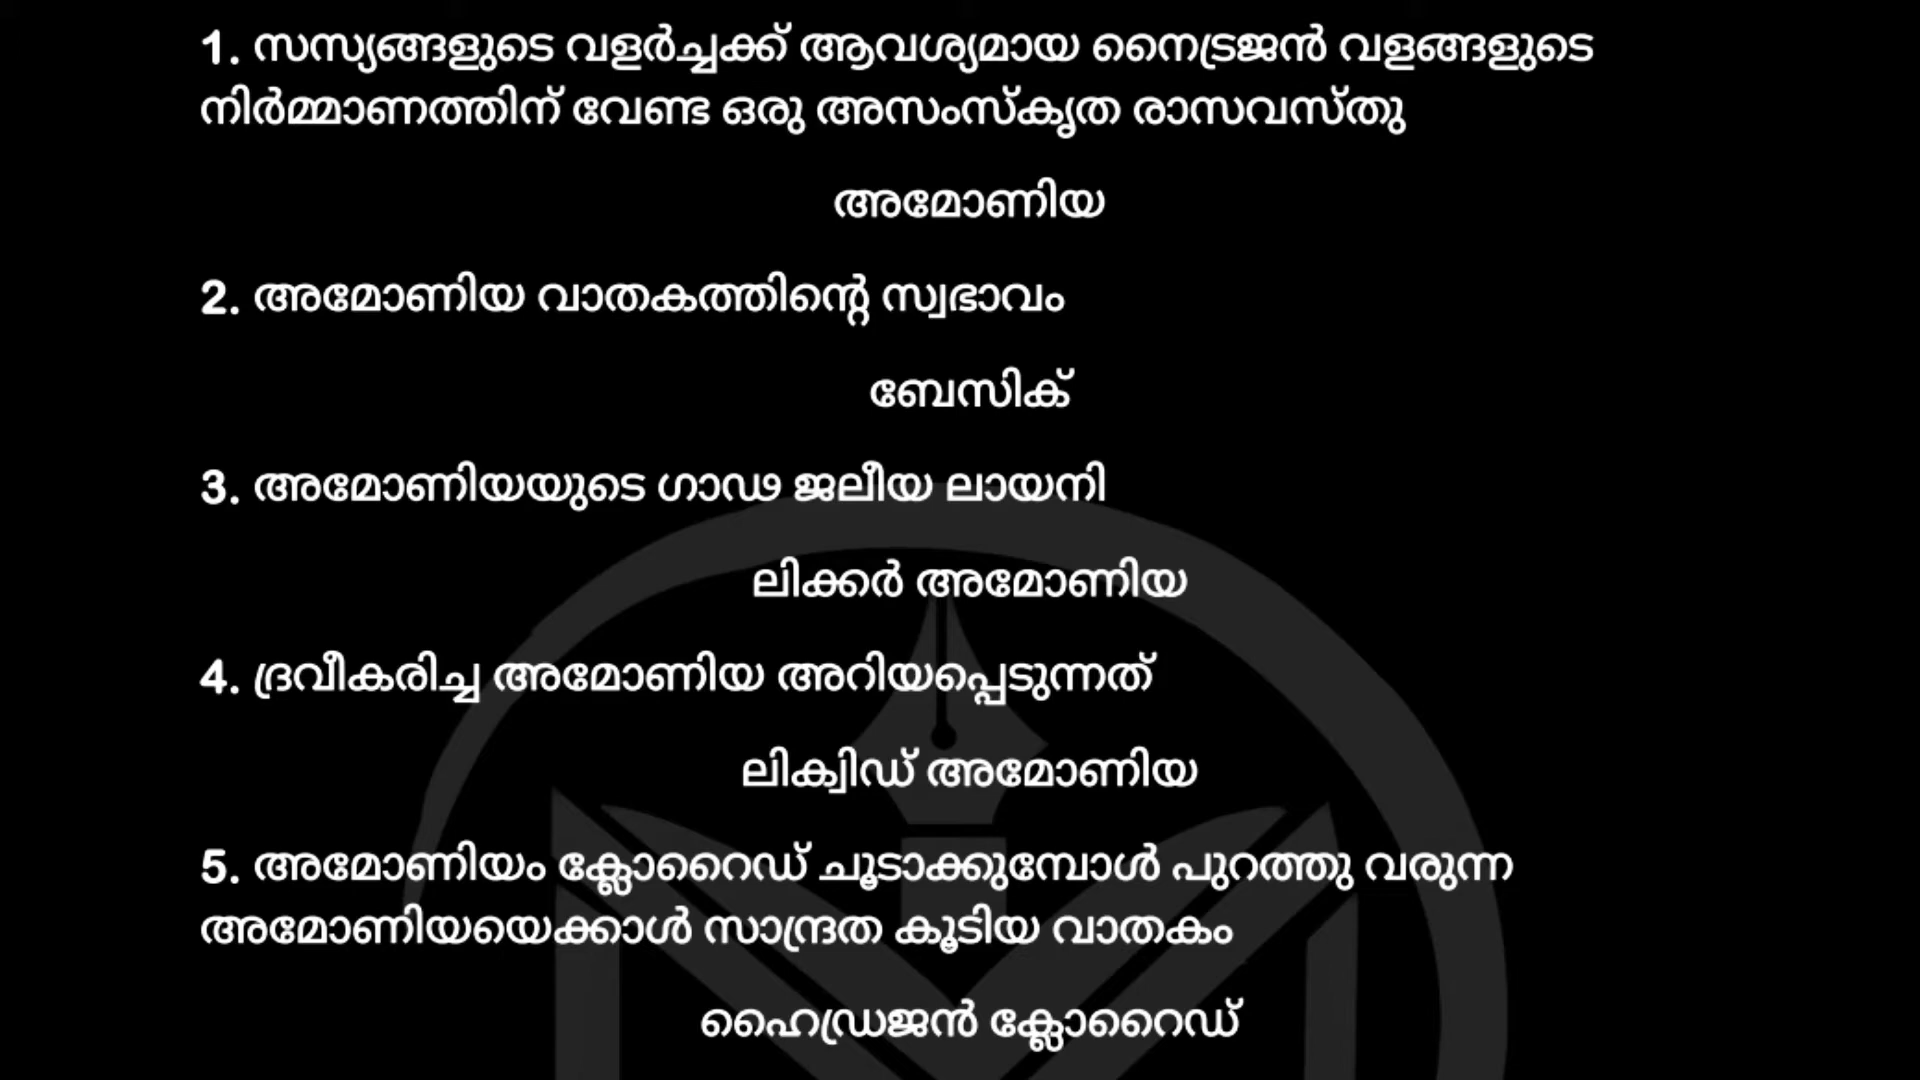 1. സസ്യങ്ങളുടെ വളർച്ചക്ക് ആവശ്യമായ നൈട്രജൻ വളങ്ങളുടെ
നിർമ്മാണത്തിന് വേണ്ട ഒരു അസംസ്കൃത രാസവസ്തു
അമോണിയ
2. അമോണിയ വാതകത്തിന്റെ സ്വഭാവം
ബേസിക്
3. അമോണിയയുടെ ഗാഢ ജലീയ ലായനി
ലിക്കർ അമോണിയ
4. ദ്രവീകരിച്ച അമോണിയ അറിയപ്പെടുന്നത്
ലിക്വിഡ് അമോണിയ
5. അമോണിയം ക്ലോറൈഡ് ചൂടാക്കുമ്പോൾ പുറത്തു വരുന്ന
അമോണിയയെക്കാൾ സാന്ദ്രത കൂടിയ വാതകം
ഹൈഡ്രജൻ ക്ലോറൈഡ്